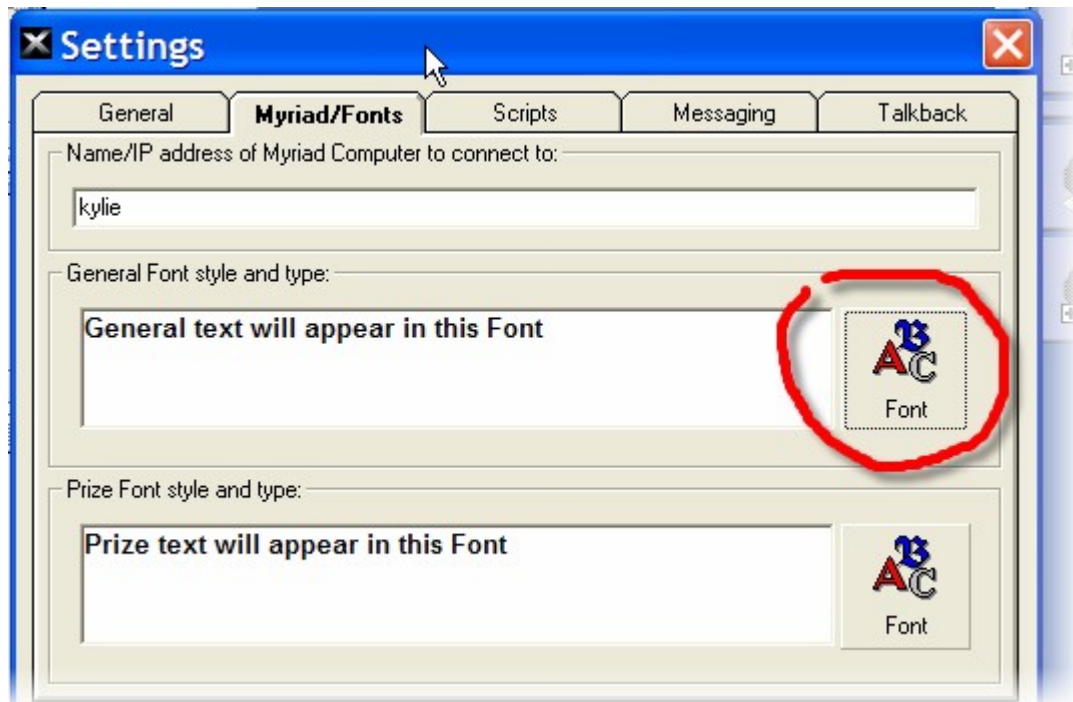 Settings
General Myriad/Fonts Scripts Messaging Talkback
Name/IP address of Myriad Computer to connect to:
kylie
General Font style and type:
General text will appear in this Font
ABC
Font
Prize Font style and type:
Prize text will appear in this Font
ABC
Font